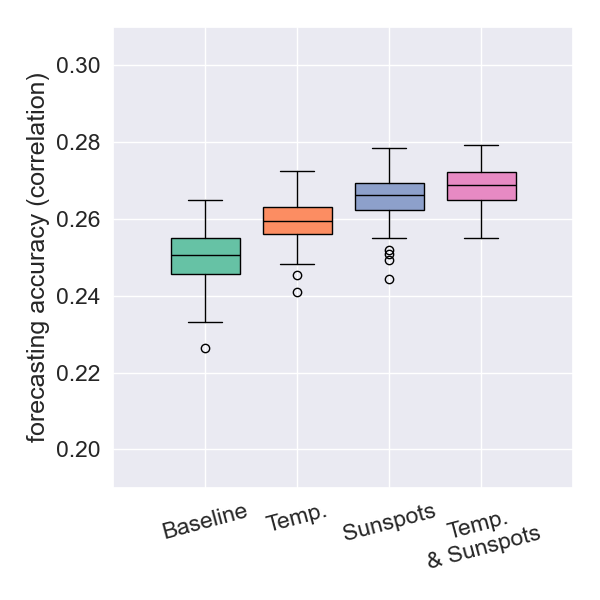 forecasting accuracy (correlation)
0.30
0.28
0.26
0.24
0.22
0.20
Baseline
Temp.
Sunspots
Temp.
& Sunspots